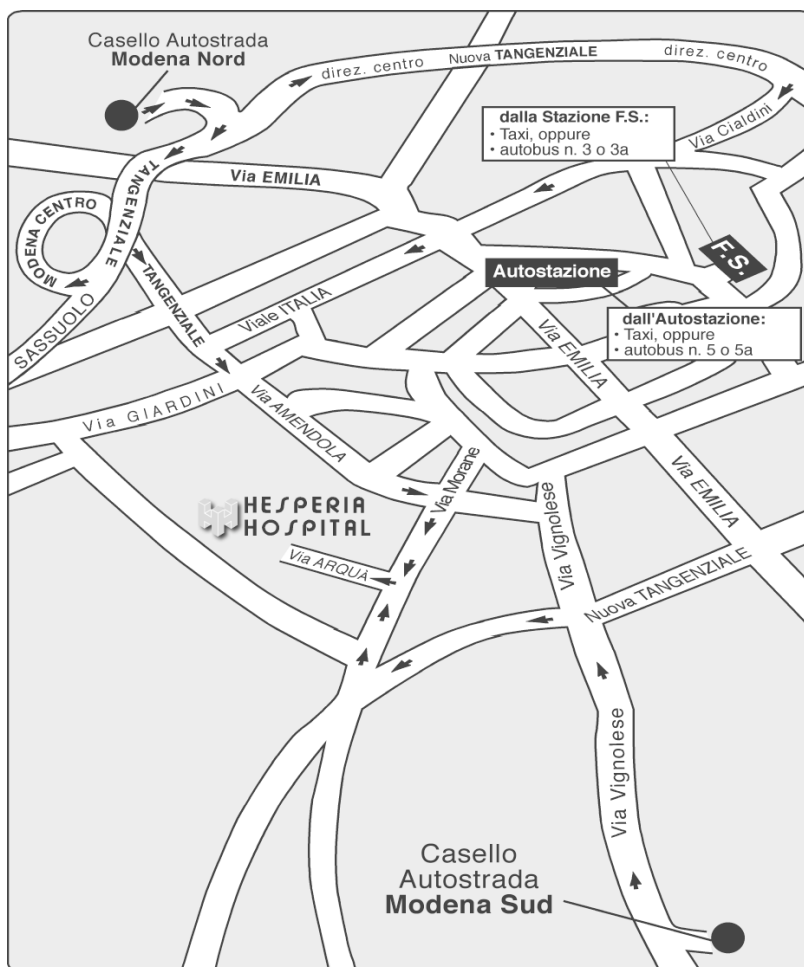 Casello Autostrada
Modena Nord
direz. centro
Nuova TANGENZIALE
direz. centro
dalla Stazione F.S.:
• Taxi, oppure
• autobus n. 3 o 3a
Via Cialdini
Via EMILIA
TANGENZIALE
MODENA CENTRO
F.S.
Autostazione
TANGENZIALE
SASSUOLO
Viale ITALIA
Via EMILIA
dall'Autostazione:
• Taxi, oppure
• autobus n. 5 o 5a
Via GIARDINI
Via AMENDOLA
Via Morane
Via EMILIA
HESPERIA
HOSPITAL
Via Vignolese
Via ARQUÀ
Nuova TANGENZIALE
Via Vignolese
Casello
Autostrada
Modena Sud